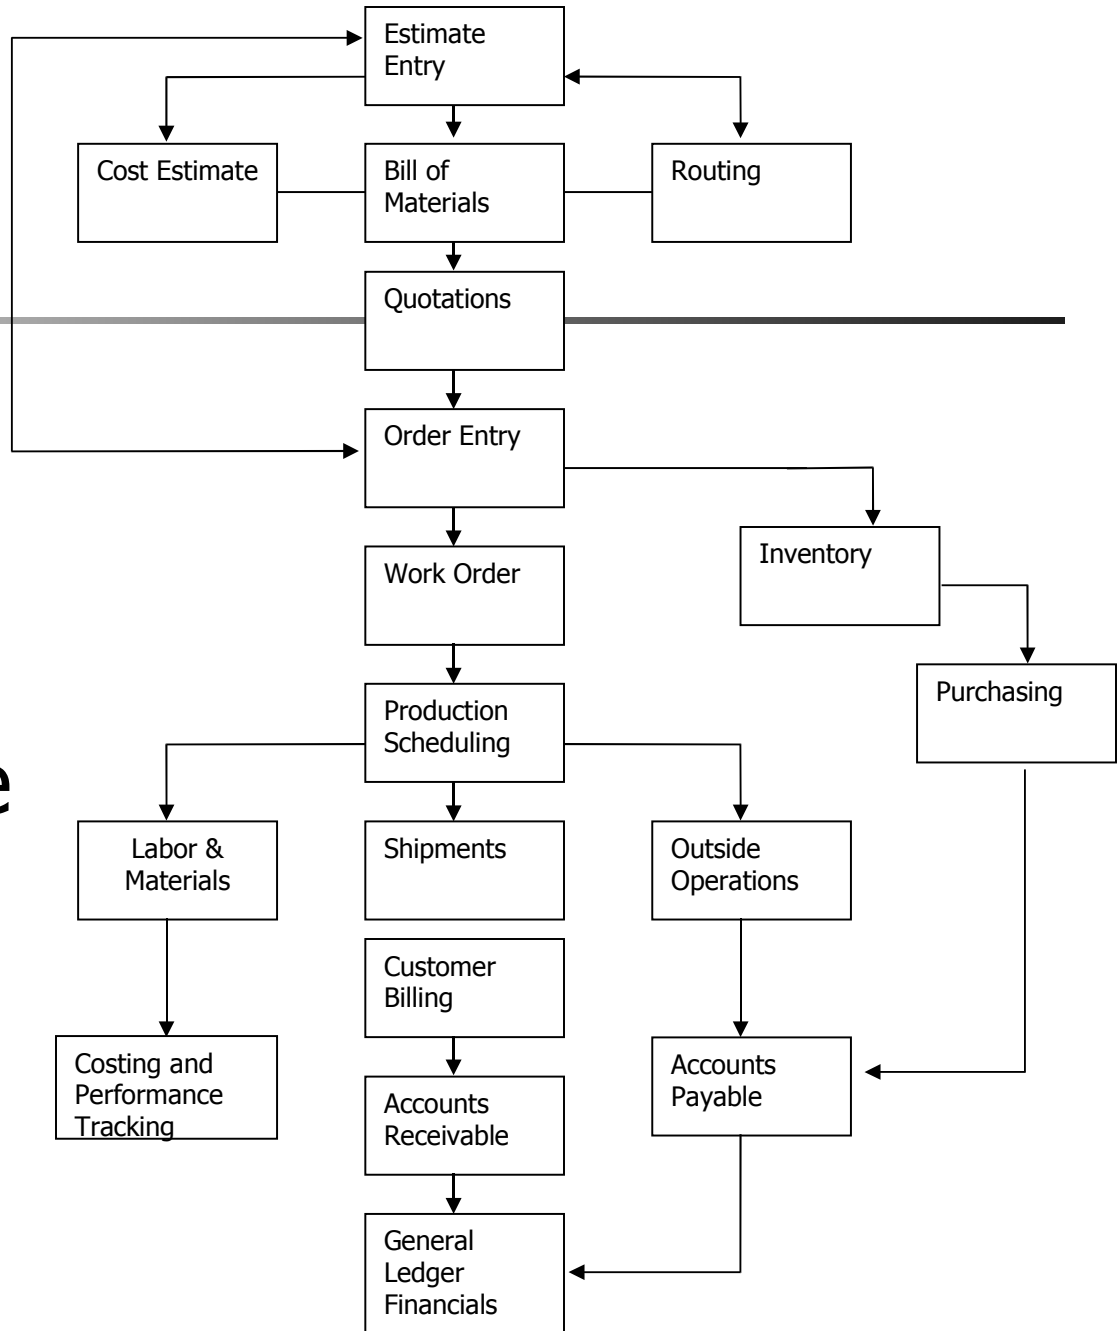 Estimate
Entry
Cost Estimate
Bill of
Materials
Routing
Quotations
Order Entry
Inventory
Work Order
Purchasing
Production
Scheduling
e
Labor &
Materials
Shipments
Outside
Operations
Customer
Billing
Costing and
Performance
Tracking
Accounts
Receivable
Accounts
Payable
General
Ledger
Financials